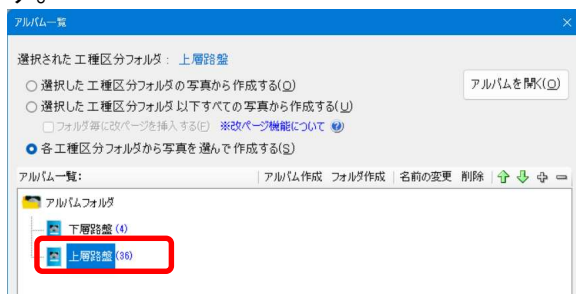 す。
アルバム一覧
選択された工種区分フォルダ： 上層路盤
選択した工種区分フォルダの写真から作成する(O)
アルバムを開く(O)
選択した工種区分フォルダ以下すべての写真から作成する(U)
フォルダ毎に改ページを挿入する(E) ※改ページ機能について
各工種区分フォルダから写真を選んで作成する(S)
アルバム一覧： アルバム作成 フォルダ作成 名前の変更 削除
アルバムフォルダ
下層路盤 (4)
上層路盤 (36)